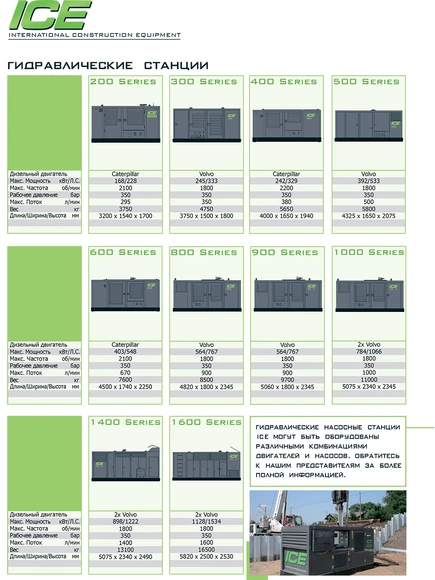 ICE
INTERNATIONAL CONSTRUCTION EQUIPMENT
ГИДРАВЛИЧЕСКИЕ СТАНЦИИ
200 Series 300 Series 400 Series 500 Series
Дизельный двигатель Caterpillar Volvo Caterpillar Volvo
Макс. Мощность кВт/Л.С. 168/228 245/333 242/329 392/533
Макс. Частота об/мин 2100 1800 2200 1800
Рабочее давление бар 350 350 350 350
Макс. Поток л/мин 295 350 380 500
Вес кг 3750 4750 5650 5800
Длина/Ширина/Высота мм 3200 x 1540 x 1700 3750 x 1500 x 1800 4000 x 1650 x 1940 4325 x 1650 x 2075
600 Series 800 Series 900 Series 1000 Series
Дизельный двигатель Caterpillar Volvo Volvo 2x Volvo
Макс. Мощность кВт/Л.С. 403/548 564/767 564/767 784/1066
Макс. Частота об/мин 2100 1800 1800 1800
Рабочее давление бар 350 350 350 350
Макс. Поток л/мин 670 900 900 1000
Вес кг 7600 8500 9700 11000
Длина/Ширина/Высота мм 4500 x 1740 x 2250 4820 x 1800 x 2345 5060 x 1800 x 2345 5075 x 2340 x 2345
1400 Series 1600 Series
Дизельный двигатель 2x Volvo 2x Volvo
Макс. Мощность кВт/Л.С. 898/1222 1128/1534
Макс. Частота об/мин 1800 1800
Рабочее давление бар 350 350
Макс. Поток л/мин 1400 1600
Вес кг 13100 16500
Длина/Ширина/Высота мм 5075 x 2340 x 2490 5820 x 2500 x 2530
ГИДРАВЛИЧЕСКИЕ НАСОСНЫЕ СТАНЦИИ
ICE МОГУТ БЫТЬ ОБОРУДОВАНЫ
РАЗЛИЧНЫМИ КОМБИНАЦИЯМИ
ДВИГАТЕЛЕЙ И НАСОСОВ. ОБРАТИТЕСЬ
К НАШИМ ПРЕДСТАВИТЕЛЯМ ЗА БОЛЕЕ
ПОЛНОЙ ИНФОРМАЦИЕЙ.
ICE